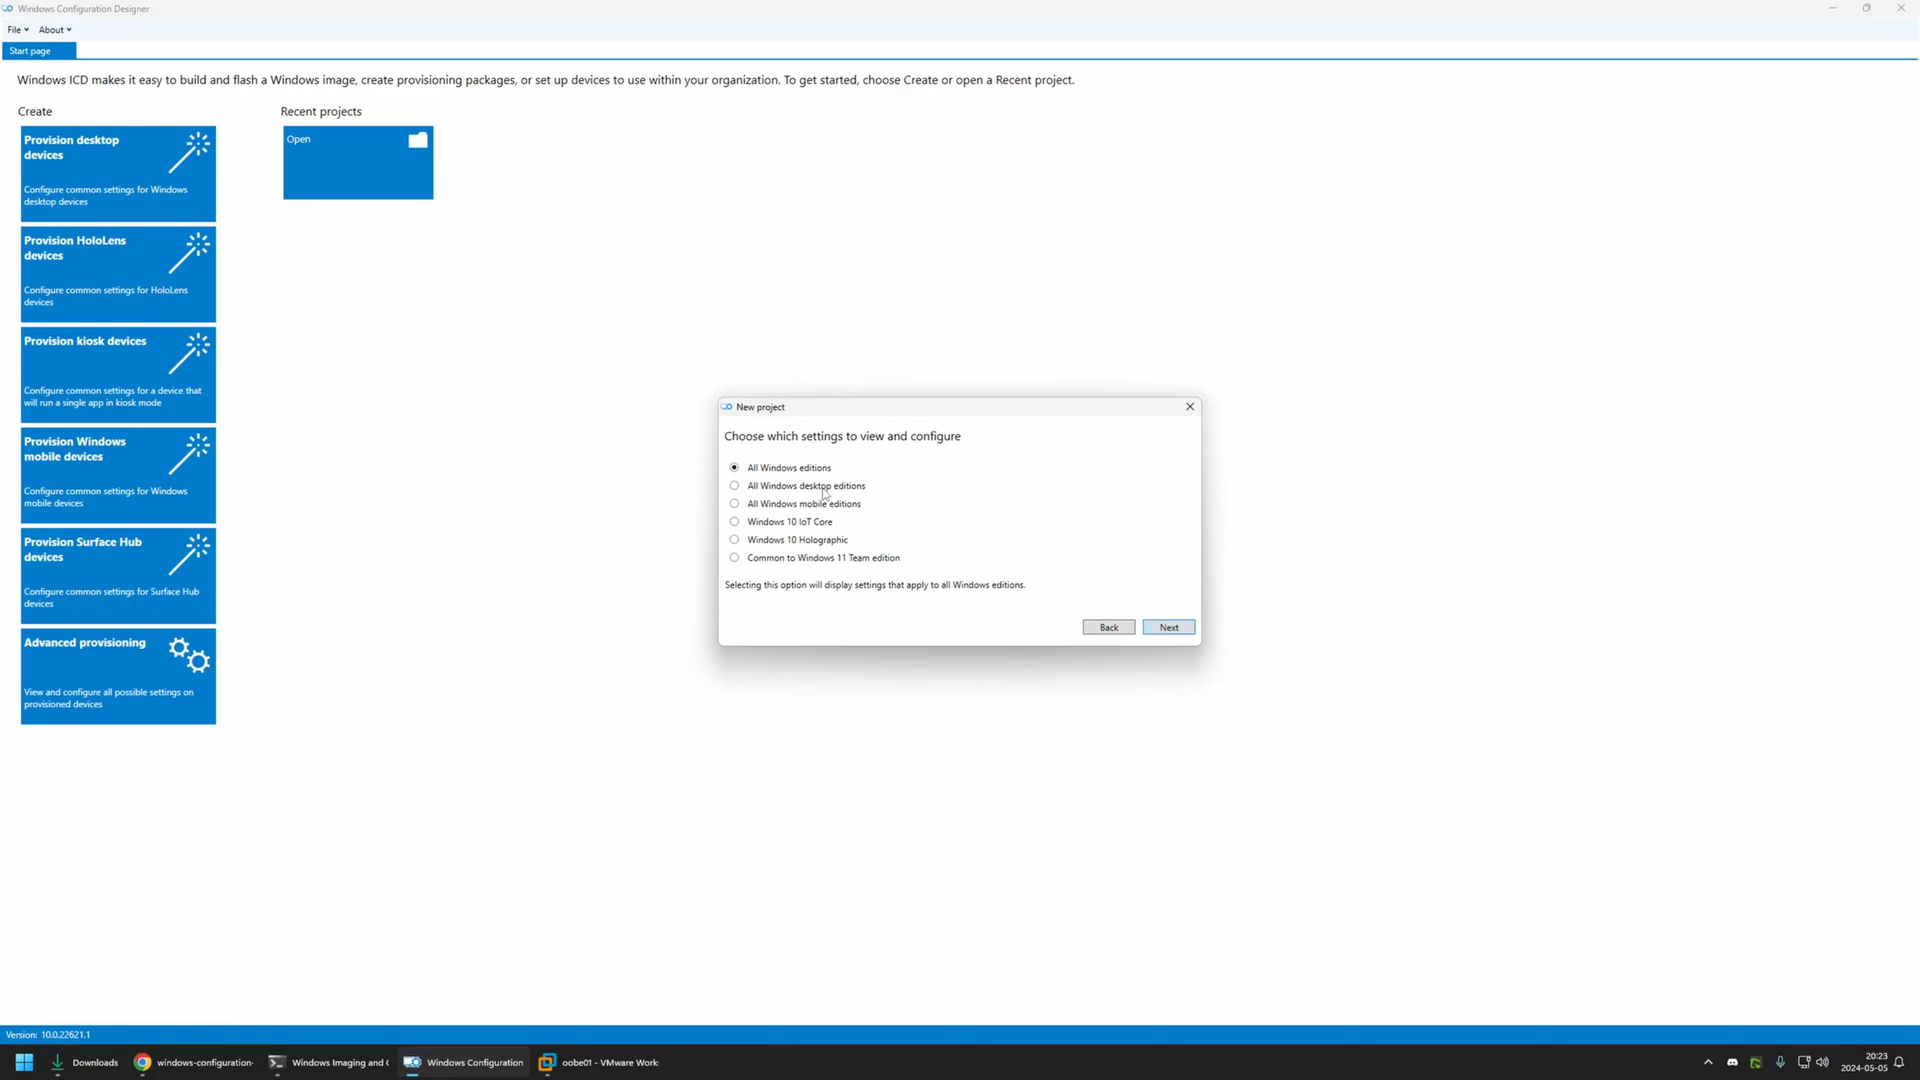 Windows Configuration Designer
File
About
Start page
Windows ICD makes it easy to build and flash a Windows image, create provisioning packages, or set up devices to use within your organization. To get started, choose Create or open a Recent project.
Create
Recent projects
Provision desktop
devices
Configure common settings for Windows
desktop devices
Open
Provision HoloLens
devices
Configure common settings for HoloLens
devices
Provision kiosk devices
Configure common settings for a device that
will run a single app in kiosk mode
Provision Windows
mobile devices
Configure common settings for Windows
mobile devices
Provision Surface Hub
devices
Configure common settings for Surface Hub
devices
Advanced provisioning
View and configure all possible settings on
provisioned devices
New project
Choose which settings to view and configure
All Windows editions
All Windows desktop editions
All Windows mobile editions
Windows 10 IoT Core
Windows 10 Holographic
Common to Windows 11 Team edition
Selecting this option will display settings that apply to all Windows editions.
Back
Next
Version: 10.0.22621.1
Downloads
windows-configuration-
Windows Imaging and C
Windows Configuration
oobe01 - VMware Works
20:23
2024-05-05